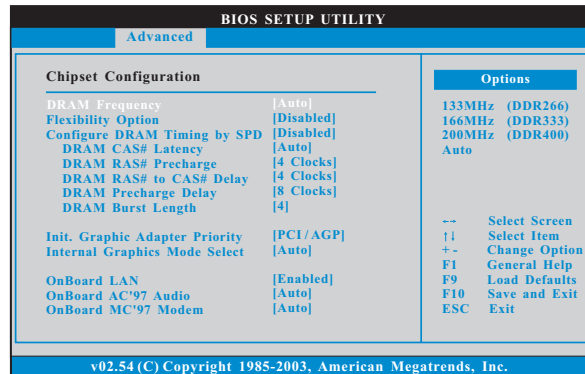 BIOS SETUP UTILITY
Advanced
Chipset Configuration
DRAM Frequency [Auto]
Flexibility Option [Disabled]
Configure DRAM Timing by SPD [Disabled]
DRAM CAS# Latency [Auto]
DRAM RAS# Precharge [4 Clocks]
DRAM RAS# to CAS# Delay [4 Clocks]
DRAM Precharge Delay [8 Clocks]
DRAM Burst Length [4]
Init. Graphic Adapter Priority [PCI/AGP]
Internal Graphics Mode Select [Auto]
OnBoard LAN [Enabled]
OnBoard AC'97 Audio [Auto]
OnBoard MC'97 Modem [Auto]
Options
133MHz (DDR266)
166MHz (DDR333)
200MHz (DDR400)
Auto
←→ Select Screen
↑↓ Select Item
+- Change Option
F1 General Help
F9 Load Defaults
F10 Save and Exit
ESC Exit
v02.54 (C) Copyright 1985-2003, American Megatrends, Inc.